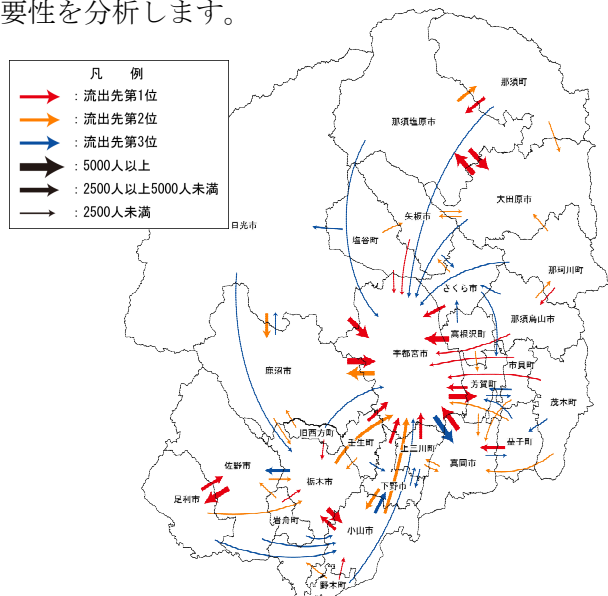 要性を分析します。
凡 例
：流出先第1位
：流出先第2位
：流出先第3位
：5000人以上
：2500人以上5000人未満
：2500人未満
那須町
那須塩原市
大田原市
矢板市
日光市
塩谷町
那珂川町
さくら市
那須烏山市
高根沢町
宇都宮市
市貝町
鹿沼市
芳賀町
茂木町
旧西方町
壬生町
上三川町
益子町
真岡市
佐野市
栃木市
下野市
足利市
岩舟町
小山市
野木町